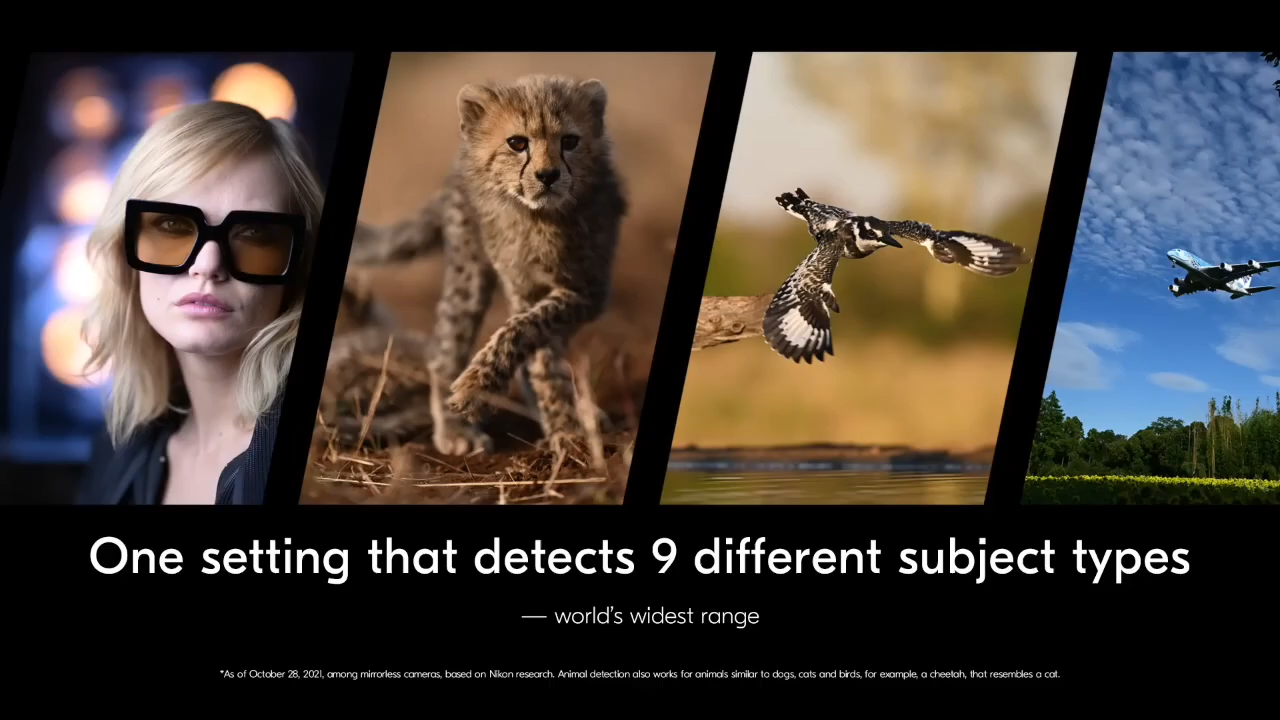 One setting that detects 9 different subject types
— world's widest range
*As of October 28, 2021, among mirrorless cameras, based on Nikon research. Animal detection also works for animals similar to dogs, cats and birds, for example, a cheetah, that resembles a cat.